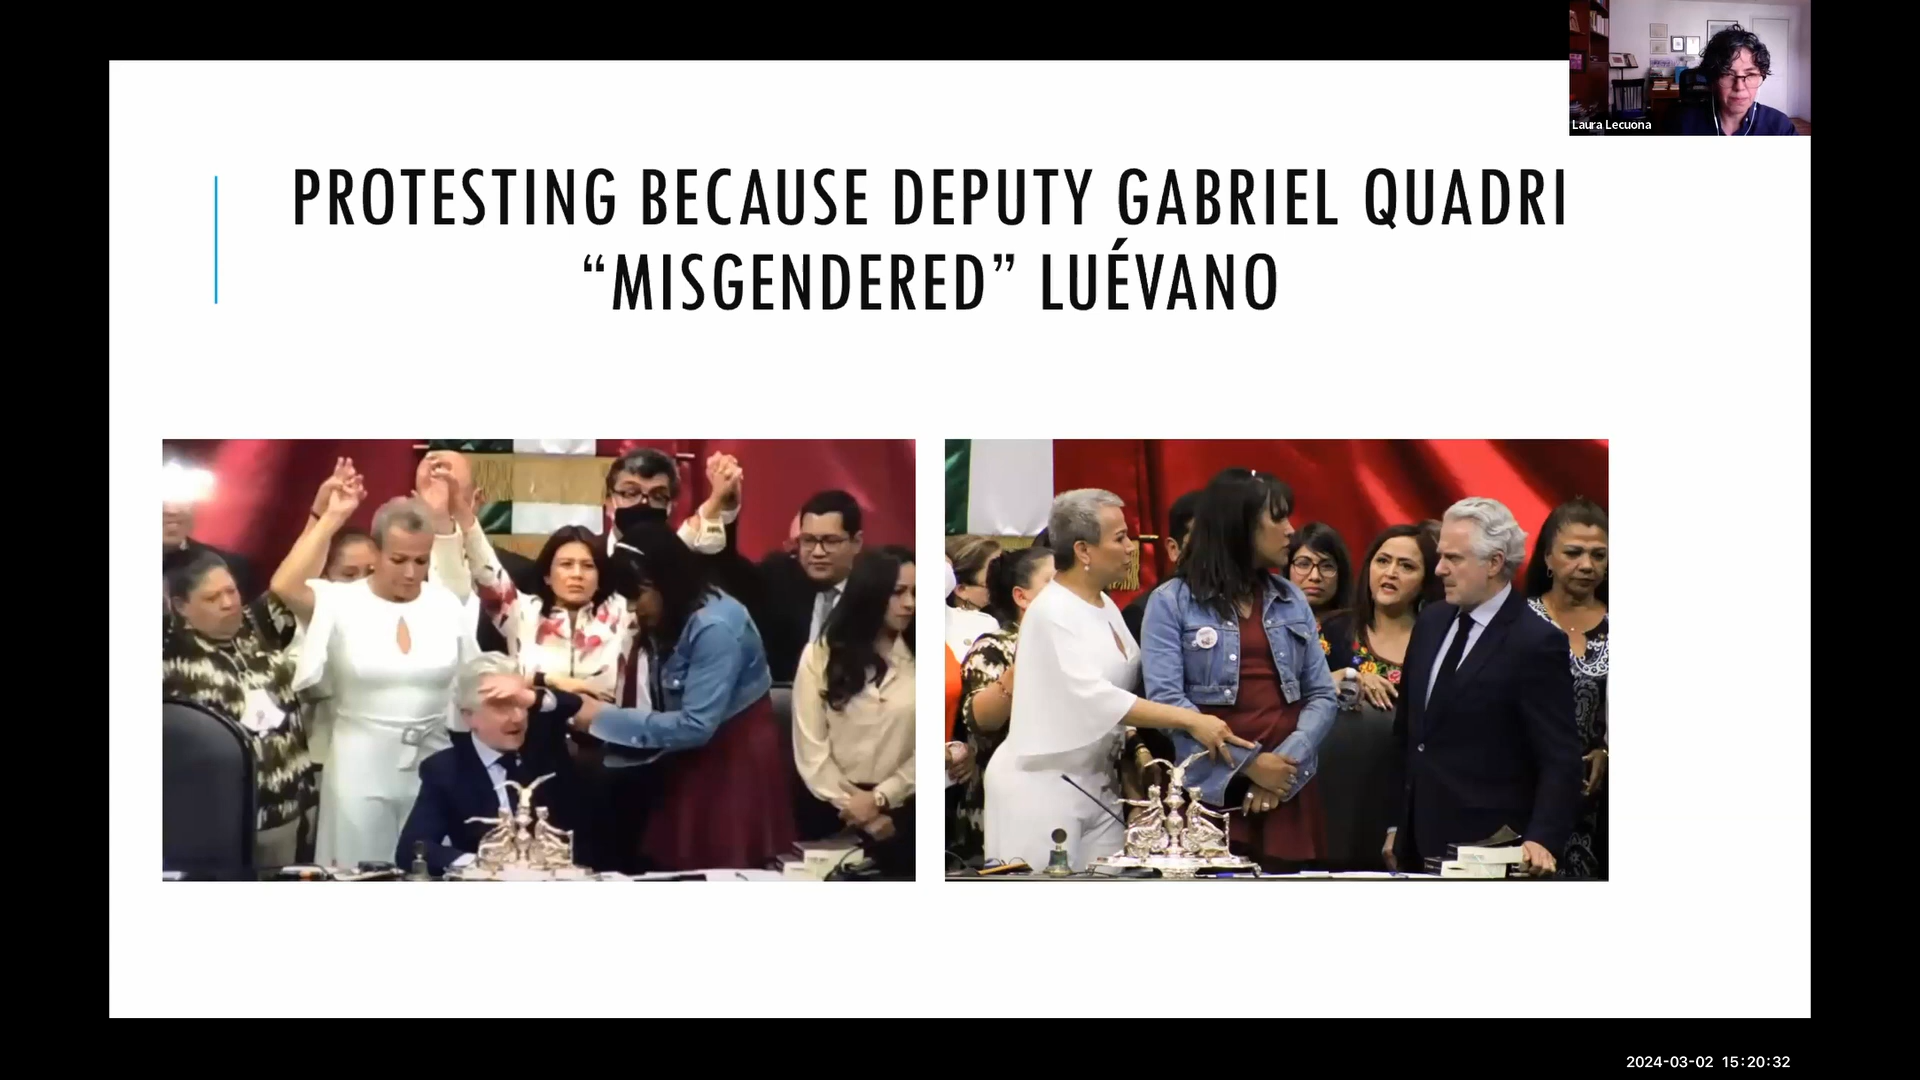 Laura Lecuona
PROTESTING BECAUSE DEPUTY GABRIEL QUADRI
“MISGENDERED” LUÉVANO
2024-03-02 15:20:32